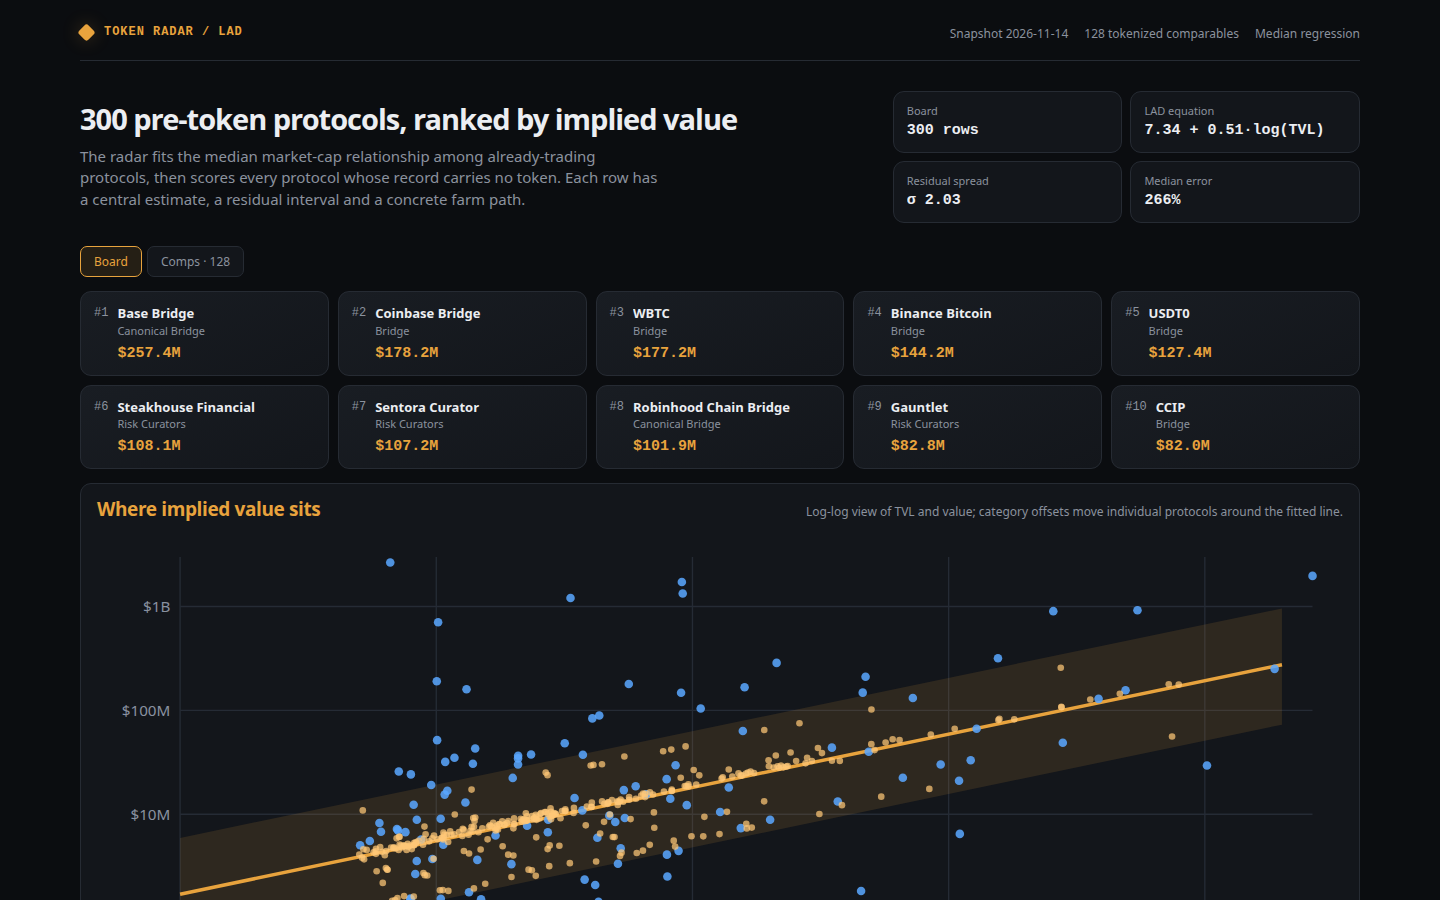 TOKEN RADAR / LAD
Snapshot 2026-11-14 128 tokenized comparables Median regression
300 pre-token protocols, ranked by implied value
The radar fits the median market-cap relationship among already-trading
protocols, then scores every protocol whose record carries no token. Each row has
a central estimate, a residual interval and a concrete farm path.
Board
300 rows
LAD equation
7.34 + 0.51·log(TVL)
Residual spread
σ 2.03
Median error
266%
Board
Comps · 128
#1 Base Bridge
Canonical Bridge
$257.4M
#2 Coinbase Bridge
Bridge
$178.2M
#3 WBTC
Bridge
$177.2M
#4 Binance Bitcoin
Bridge
$144.2M
#5 USDT0
Bridge
$127.4M
#6 Steakhouse Financial
Risk Curators
$108.1M
#7 Sentora Curator
Risk Curators
$107.2M
#8 Robinhood Chain Bridge
Canonical Bridge
$101.9M
#9 Gauntlet
Risk Curators
$82.8M
#10 CCIP
Bridge
$82.0M
Where implied value sits
Log-log view of TVL and value; category offsets move individual protocols around the fitted line.
$1B
$100M
$10M